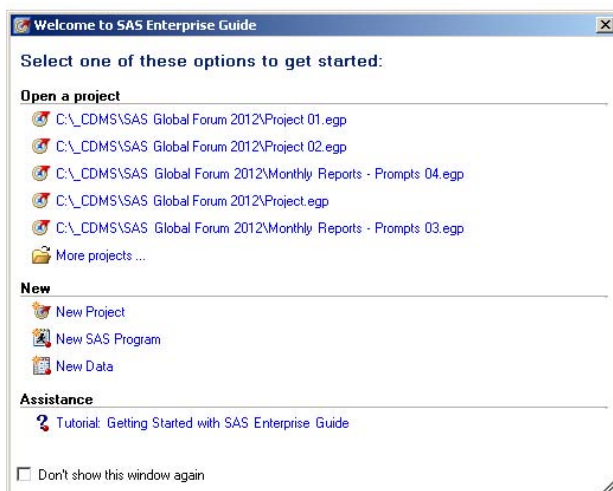 Welcome to SAS Enterprise Guide
Select one of these options to get started:
Open a project
C:\_CDMS\SAS Global Forum 2012\Project 01.egp
C:\_CDMS\SAS Global Forum 2012\Project 02.egp
C:\_CDMS\SAS Global Forum 2012\Monthly Reports - Prompts 04.egp
C:\_CDMS\SAS Global Forum 2012\Project.egp
C:\_CDMS\SAS Global Forum 2012\Monthly Reports - Prompts 03.egp
More projects ...
New
New Project
New SAS Program
New Data
Assistance
Tutorial: Getting Started with SAS Enterprise Guide
Don't show this window again